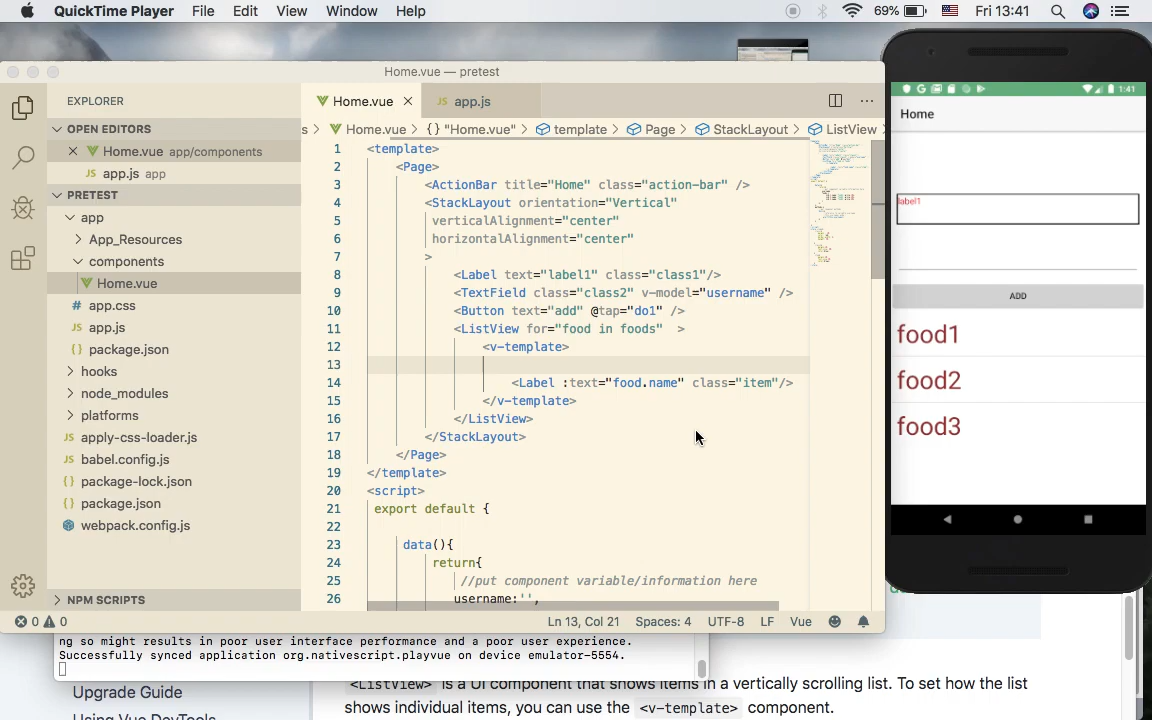 QuickTime Player File Edit View Window Help 69% Fri 13:41
Home.vue — pretest
EXPLORER
OPEN EDITORS
Home.vue app/components
app.js app
PRETEST
app
App_Resources
components
Home.vue
app.css
app.js
package.json
hooks
node_modules
platforms
apply-css-loader.js
babel.config.js
package-lock.json
package.json
webpack.config.js
NPM SCRIPTS
Home.vue app.js
s > Home.vue > {} "Home.vue" > template > Page > StackLayout > ListView
1 <template>
2 <Page>
3 <ActionBar title="Home" class="action-bar" />
4 <StackLayout orientation="Vertical"
5 verticalAlignment="center"
6 horizontalAlignment="center"
7 >
8 <Label text="label1" class="class1"/>
9 <TextField class="class2" v-model="username" />
10 <Button text="add" @tap="do1" />
11 <ListView for="food in foods" >
12 <v-template>
13
14 <Label :text="food.name" class="item"/>
15 </v-template>
16 </ListView>
17 </StackLayout>
18 </Page>
19 </template>
20 <script>
21 export default {
22
23 data(){
24 return{
25 //put component variable/information here
26 username:'',
0 0 Ln 13, Col 21 Spaces: 4 UTF-8 LF Vue
1:41
Home
label1
ADD
food1
food2
food3
ng so might results in poor user interface performance and a poor user experience.
Successfully synced application org.nativescript.playvue on device emulator-5554.
Upgrade Guide
Using Vue DevTools
<ListView> is a UI component that shows items in a vertically scrolling list. To set how the list
shows individual items, you can use the <v-template> component.